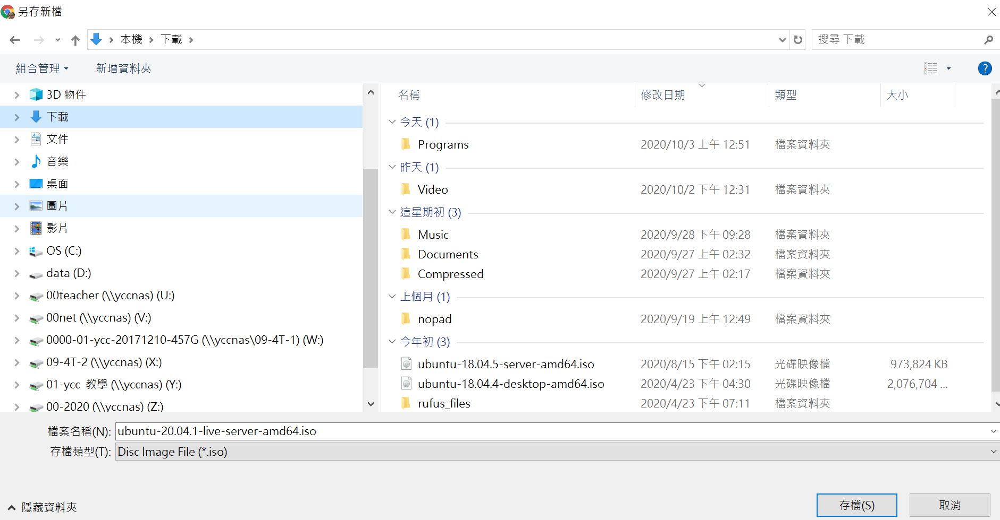 另存新檔
本機 下載
搜尋 下載
組合管理 新增資料夾
?
3D 物件
下載
文件
音樂
桌面
圖片
影片
OS (C:)
data (D:)
00teacher (\\yccnas) (U:)
00net (\\yccnas) (V:)
0000-01-ycc-20171210-457G (\\yccnas\09-4T-1) (W:)
09-4T-2 (\\yccnas) (X:)
01-ycc 教學 (\\yccnas) (Y:)
00-2020 (\\yccnas) (Z:)
名稱 修改日期 類型 大小
今天 (1)
Programs 2020/10/3 上午 12:51 檔案資料夾
昨天 (1)
Video 2020/10/2 下午 12:31 檔案資料夾
這星期初 (3)
Music 2020/9/28 下午 09:28 檔案資料夾
Documents 2020/9/27 上午 02:32 檔案資料夾
Compressed 2020/9/27 上午 02:17 檔案資料夾
上個月 (1)
nopad 2020/9/19 上午 12:49 檔案資料夾
今年初 (3)
ubuntu-18.04.5-server-amd64.iso 2020/8/15 下午 02:15 光碟映像檔 973,824 KB
ubuntu-18.04.4-desktop-amd64.iso 2020/4/23 下午 04:30 光碟映像檔 2,076,704 ...
rufus_files 2020/4/23 下午 07:11 檔案資料夾
檔案名稱(N): ubuntu-20.04.1-live-server-amd64.iso
存檔類型(T): Disc Image File (*.iso)
隱藏資料夾 存檔(S) 取消